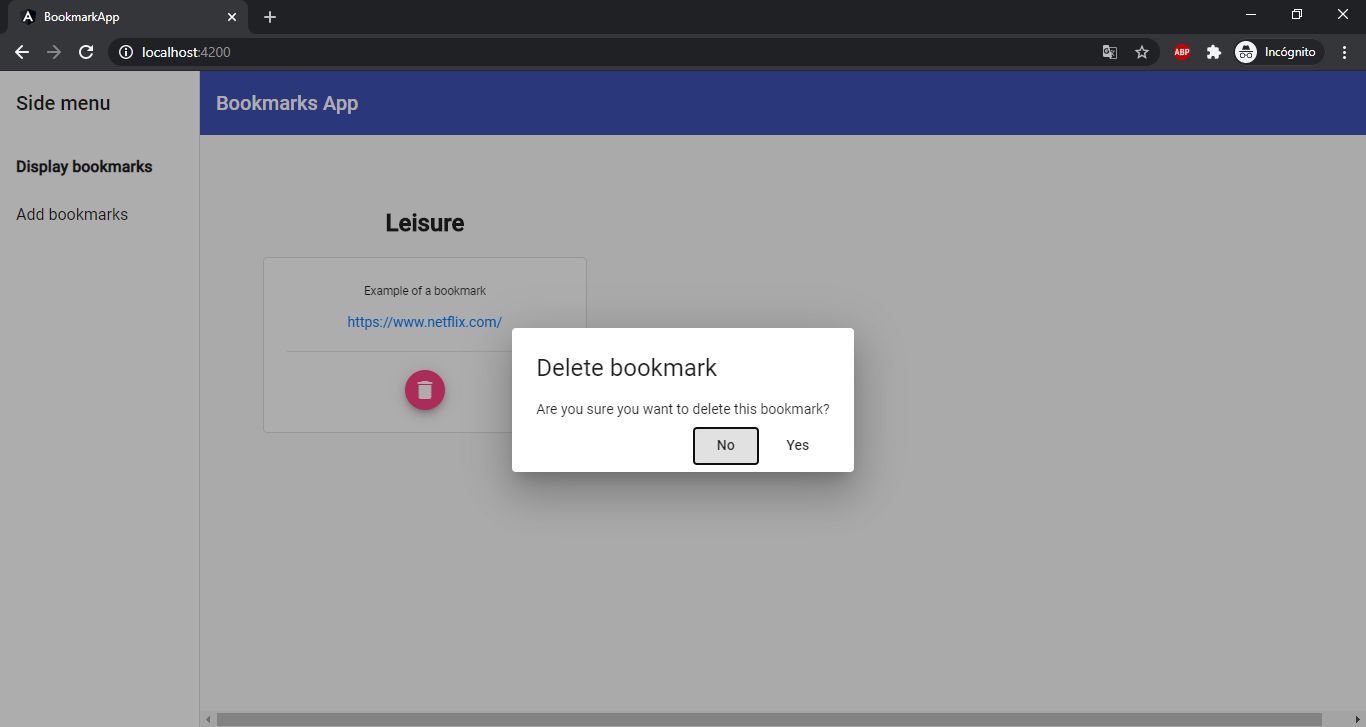 BookmarkApp
localhost:4200
ABP
Incógnito
Side menu
Bookmarks App
Display bookmarks
Add bookmarks
Leisure
Example of a bookmark
https://www.netflix.com/
Delete bookmark
Are you sure you want to delete this bookmark?
No Yes